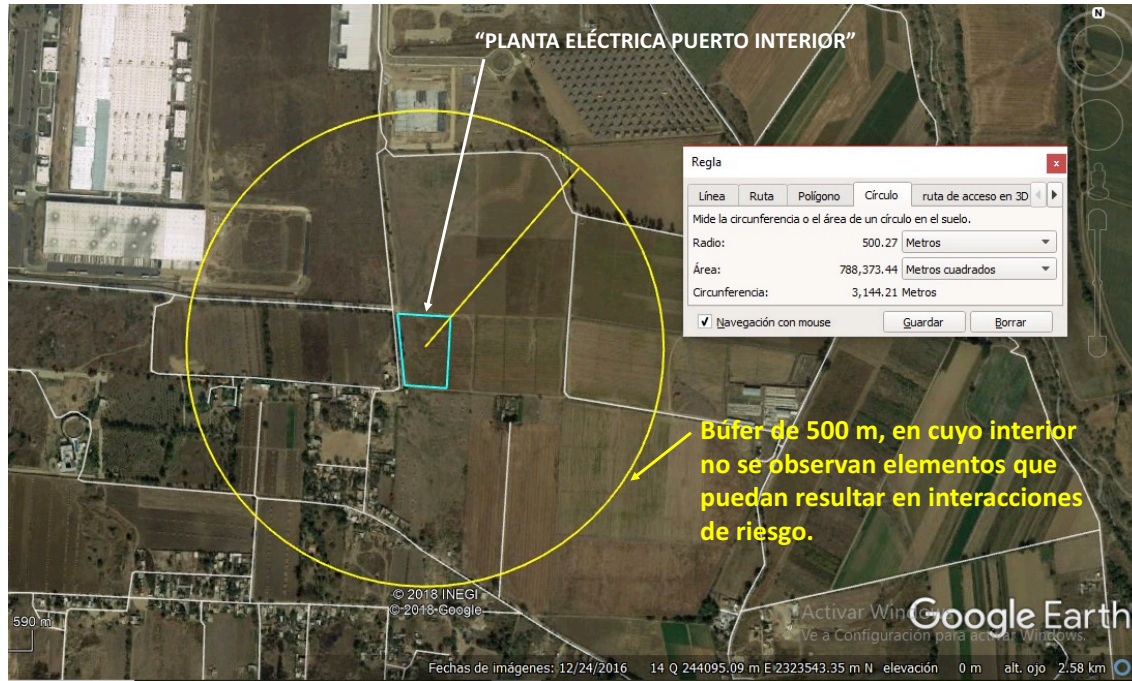 N
“PLANTA ELÉCTRICA PUERTO INTERIOR”
Regla
x
Línea Ruta Polígono Círculo ruta de acceso en 3D
Mide la circunferencia o el área de un círculo en el suelo.
Radio: 500.27 Metros
Área: 788,373.44 Metros cuadrados
Circunferencia: 3,144.21 Metros
Navegación con mouse Guardar Borrar
Búfer de 500 m, en cuyo interior
no se observan elementos que
puedan resultar en interacciones
de riesgo.
© 2018 INEGI
© 2018 Google
590 m
Activar Windows
Ve a Configuración para activar Windows.
Google Earth
Fechas de imágenes: 12/24/2016 14 Q 244095.09 m E 2323543.35 m N elevación 0 m alt. ojo 2.58 km